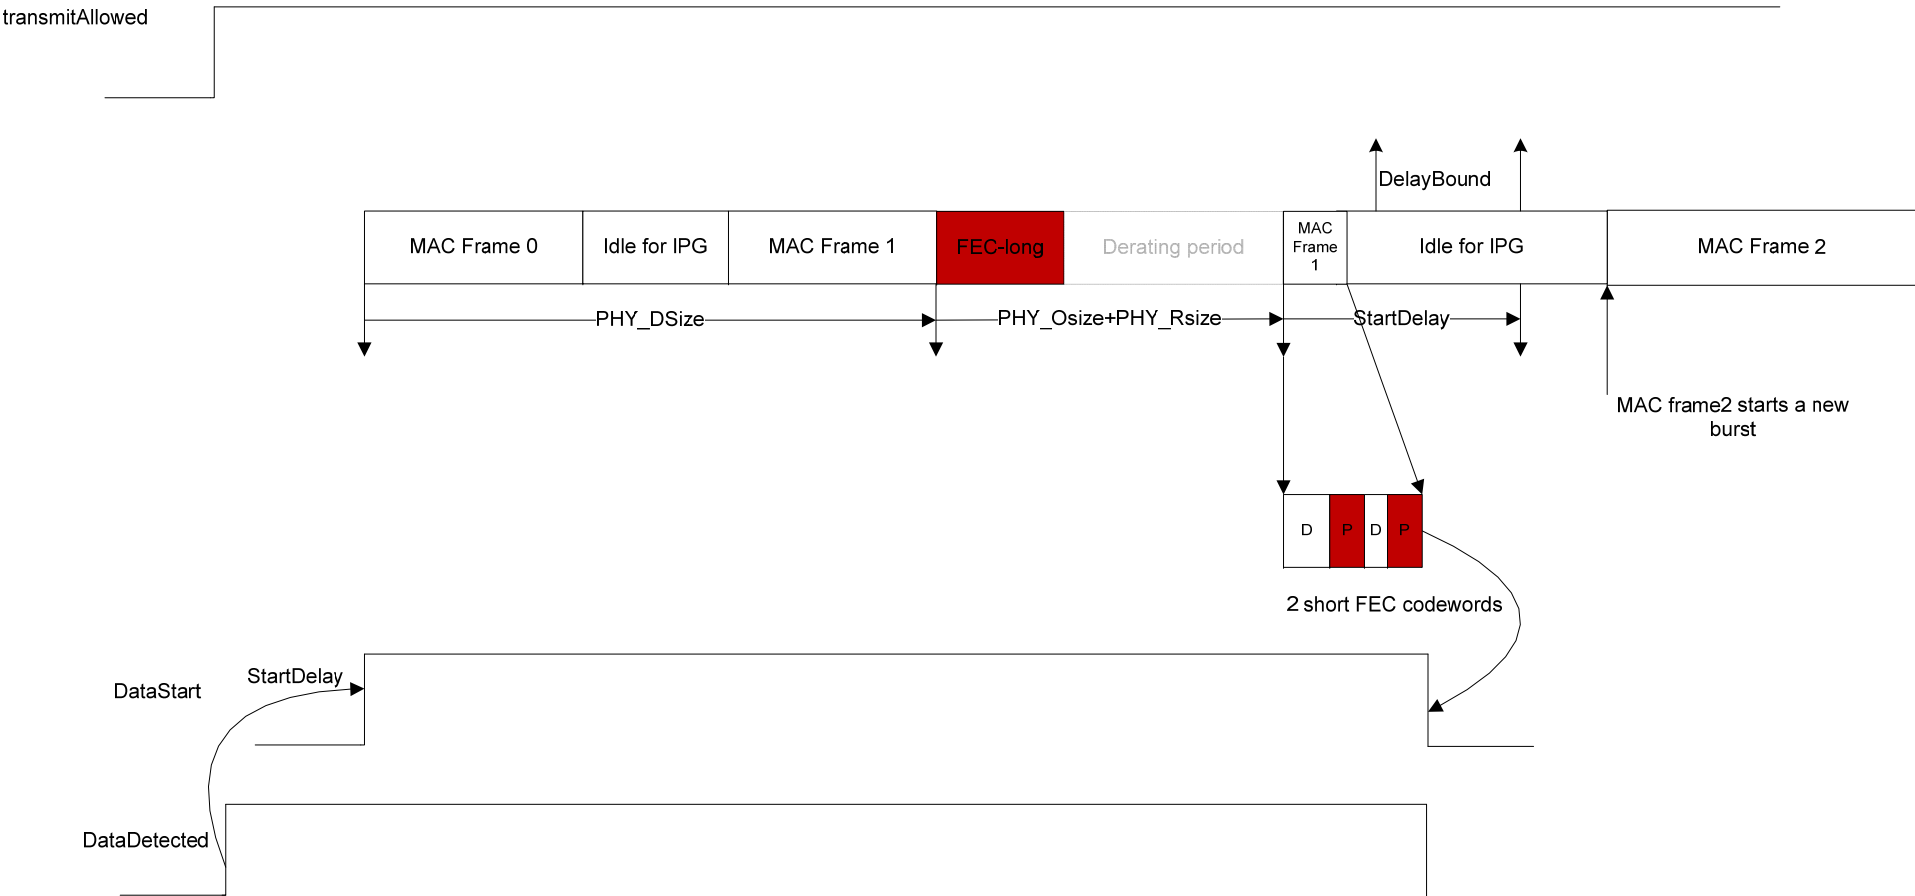 transmitAllowed
DelayBound
MAC Frame 0
Idle for IPG
MAC Frame 1
FEC-long
Derating period
MAC
Frame
1
Idle for IPG
MAC Frame 2
PHY_DSize
PHY_Osize+PHY_Rsize
StartDelay
MAC frame2 starts a new
burst
D
P
D
P
2 short FEC codewords
StartDelay
DataStart
DataDetected